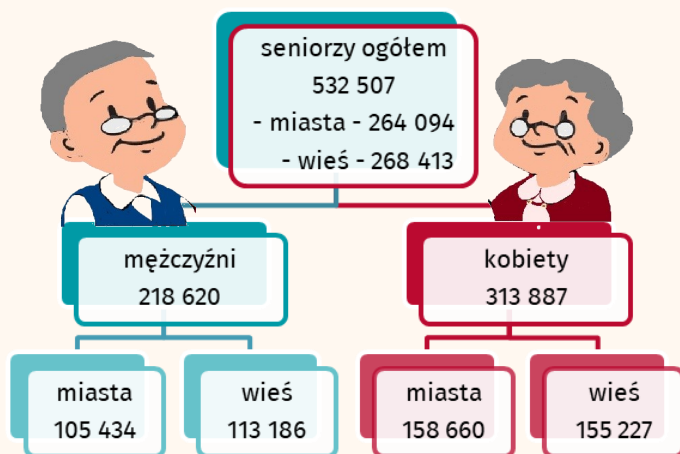 seniorzy ogółem
532 507
- miasta - 264 094
- wieś - 268 413
mężczyźni
218 620
kobiety
313 887
miasta
105 434
wieś
113 186
miasta
158 660
wieś
155 227